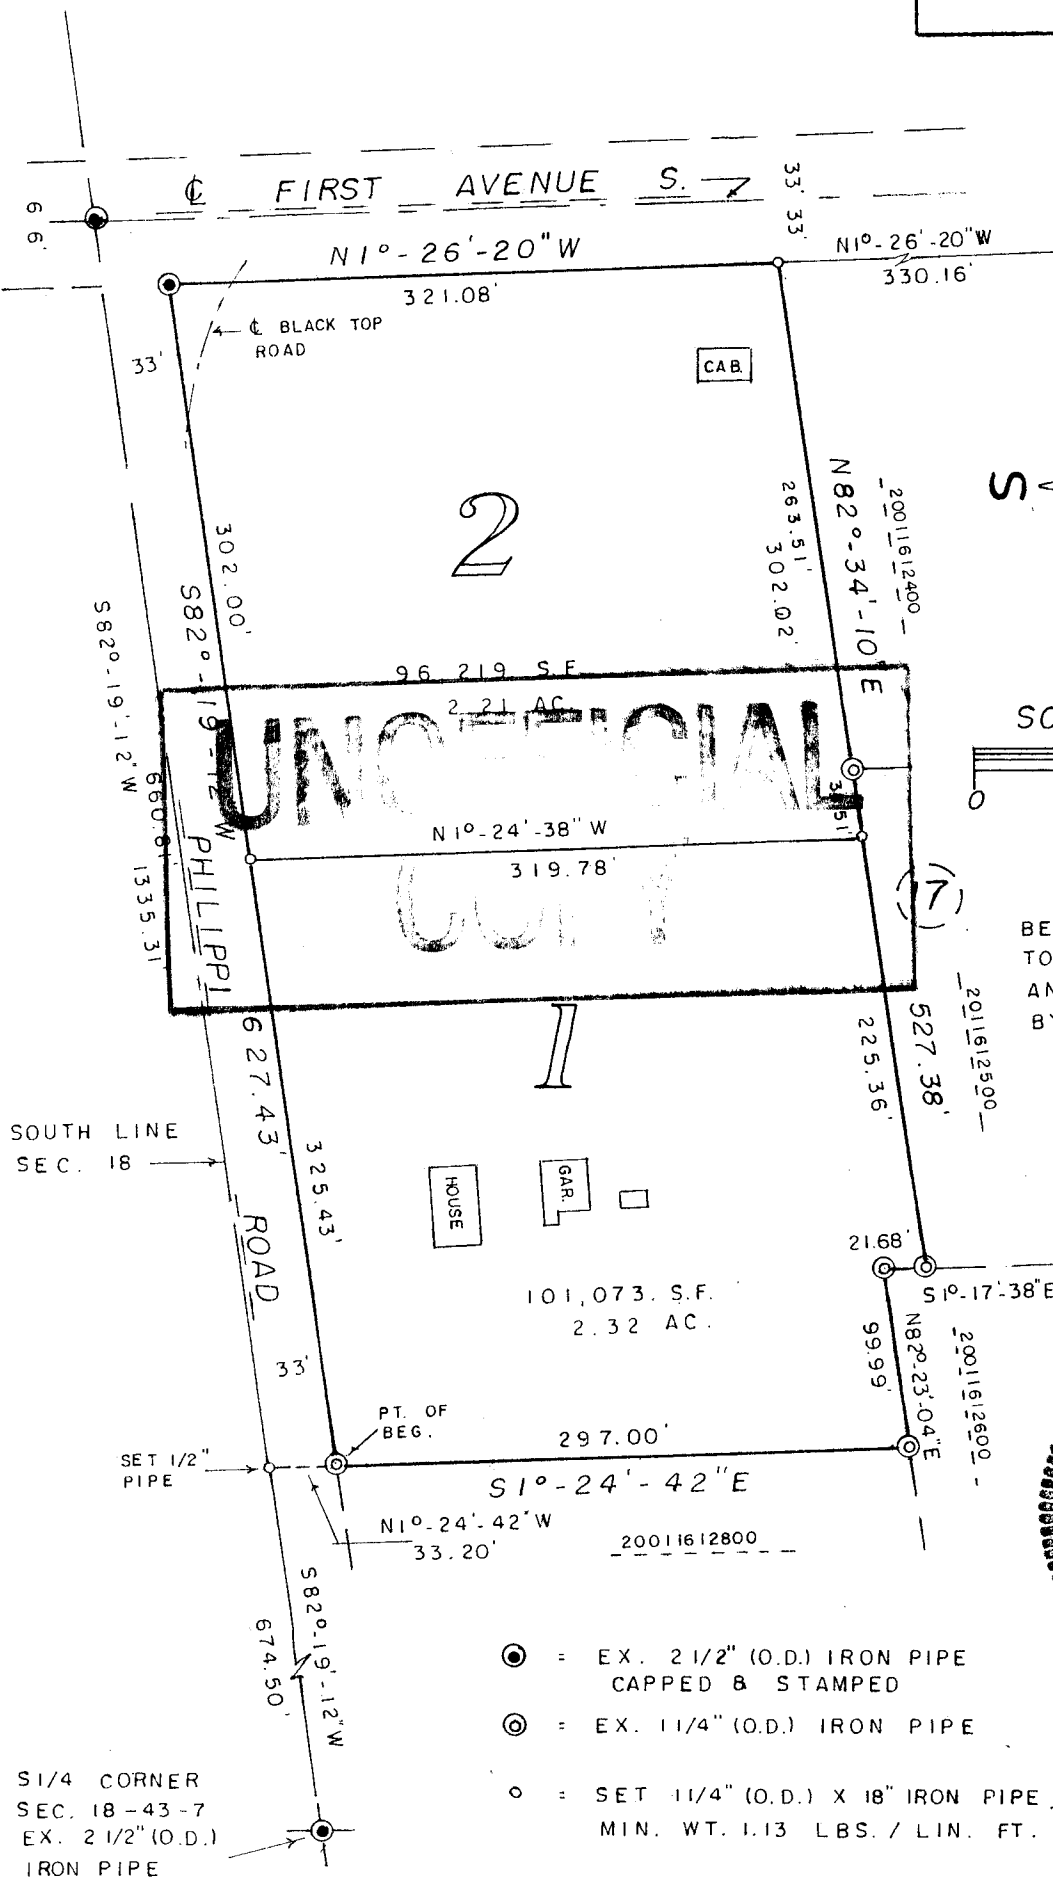 ℄ FIRST AVENUE S.
66'
33' 33'
N1°-26'-20"W
321.08'
N1°-26'-20"W
330.16'
℄ BLACK TOP
ROAD
33'
CAB.
2
302.00'
S82°-19'-12"W
627.43'
S82°-19'-12"W
660.81'
1335.31'
263.51'
302.02'
N82°-34'-10"E
527.38'
20011612400
S
96,219 S.F.
2.21 AC.
UNOFFICIAL
COPY
N1°-24'-38"W
319.78'
0
17
PHILIPPI
ROAD
1
225.36'
2011612500
SOUTH LINE
SEC. 18
325.43'
HOUSE
GAR.
21.68'
S1°-17'-38"E
101,073. S.F.
2.32 AC.
99.99'
N82°-23'-04"E
20011612600
33'
PT. OF
BEG.
297.00'
S1°-24'-42"E
SET 1/2"
PIPE
N1°-24'-42"W
33.20'
20011612800
S82°-19'-12"W
674.50'
= EX. 2 1/2" (O.D.) IRON PIPE
CAPPED & STAMPED
= EX. 1 1/4" (O.D.) IRON PIPE
= SET 1 1/4" (O.D.) X 18" IRON PIPE,
MIN. WT. 1.13 LBS. / LIN. FT.
S1/4 CORNER
SEC. 18-43-7
EX. 2 1/2" (O.D.)
IRON PIPE